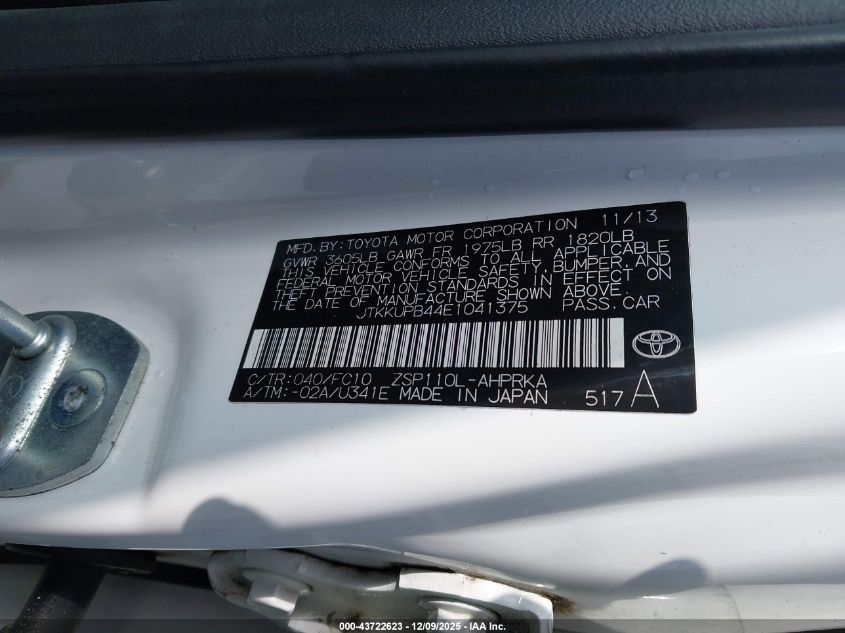 MFD.BY:TOYOTA MOTOR CORPORATION 11/13
GVWR 3605LB GAWR FR 1975LB RR 1820LB
THIS VEHICLE CONFORMS TO ALL APPLICABLE
FEDERAL MOTOR VEHICLE SAFETY,BUMPER,AND
THEFT PREVENTION STANDARDS IN EFFECT ON
THE DATE OF MANUFACTURE SHOWN ABOVE.
JTKKUPB44E1041375 PASS.CAR
C/TR:040/FC10 ZSP110L-AHPRKA
A/TM:-02A/U341E MADE IN JAPAN 517 A
000-43722623 - 12/09/2025 - www.iaai.com